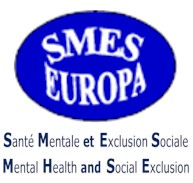 SMES
EUROPA
Santé Mentale et Exclusion Sociale
Mental Health and Social Exclusion